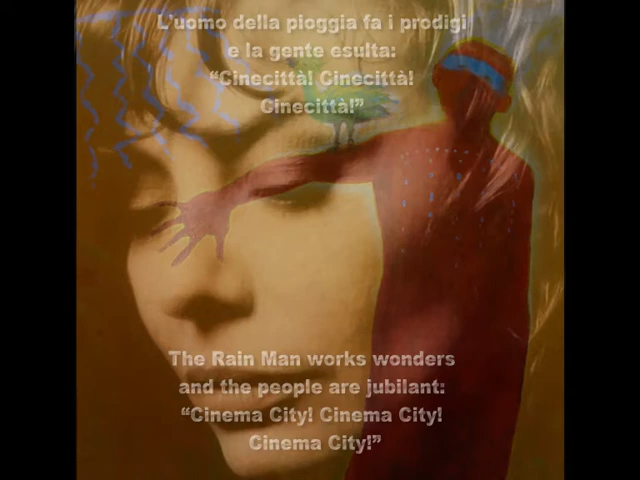 L'uomo della pioggia fa i prodigi
e la gente esulta:
“Cinecittà! Cinecittà!
Cinecittà!”
The Rain Man works wonders
and the people are jubilant:
“Cinema City! Cinema City!
Cinema City!”